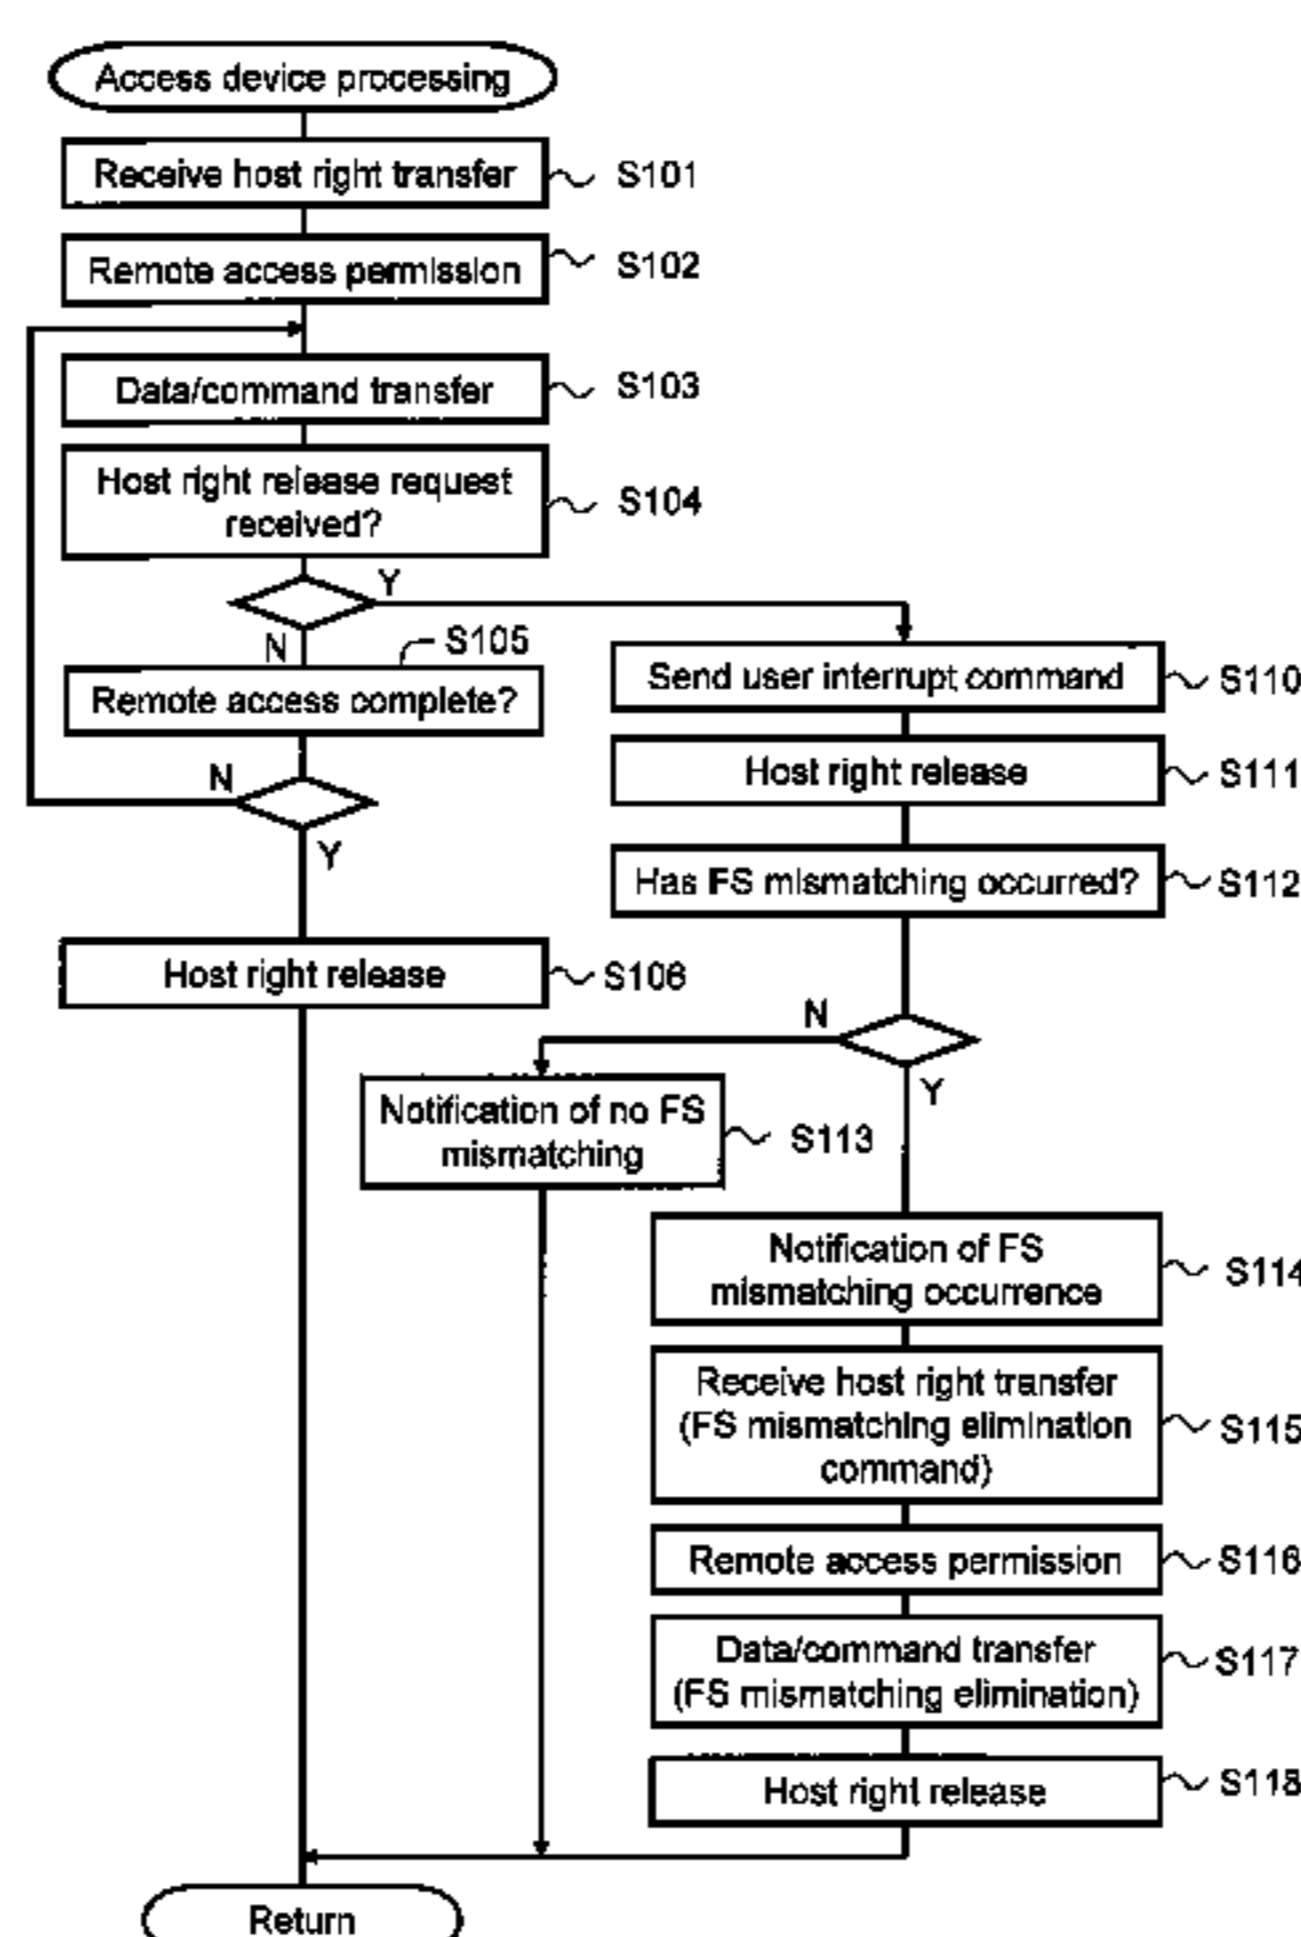 Access device processing
Receive host right transfer
S101
Remote access permission
S102
Data/command transfer
S103
Host right release request
received?
S104
Y
N
S105
Remote access complete?
N
Y
Host right release
S106
Send user interrupt command
S110
Host right release
S111
Has FS mismatching occurred?
S112
N
Y
Notification of no FS
mismatching
S113
Notification of FS
mismatching occurrence
S114
Receive host right transfer
(FS mismatching elimination
command)
S115
Remote access permission
S116
Data/command transfer
(FS mismatching elimination)
S117
Host right release
S118
Return